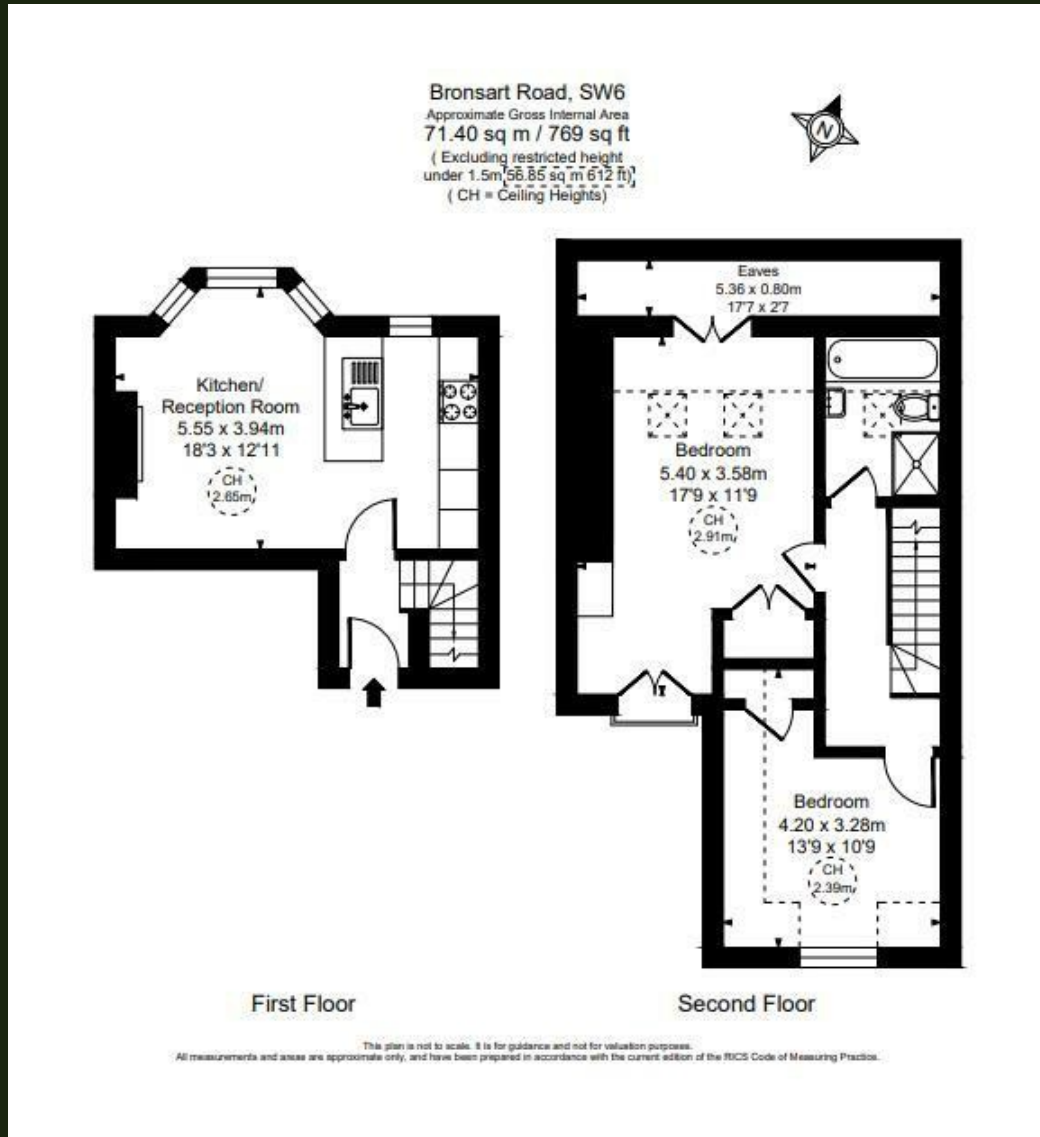 Bronsart Road, SW6
Approximate Gross Internal Area
71.40 sq m / 769 sq ft
( Excluding restricted height
under 1.5m 56.85 sq m 612 ft)
( CH = Ceiling Heights)
N
Kitchen/
Reception Room
5.55 x 3.94m
18'3 x 12'11
CH
2.65m
First Floor
Eaves
5.36 x 0.80m
17'7 x 2'7
Bedroom
5.40 x 3.58m
17'9 x 11'9
CH
2.91m
Bedroom
4.20 x 3.28m
13'9 x 10'9
CH
2.39m
Second Floor
This plan is not to scale. It is for guidance and not for valuation purposes.
All measurements and areas are approximate only, and have been prepared in accordance with the current edition of the RICS Code of Measuring Practice.